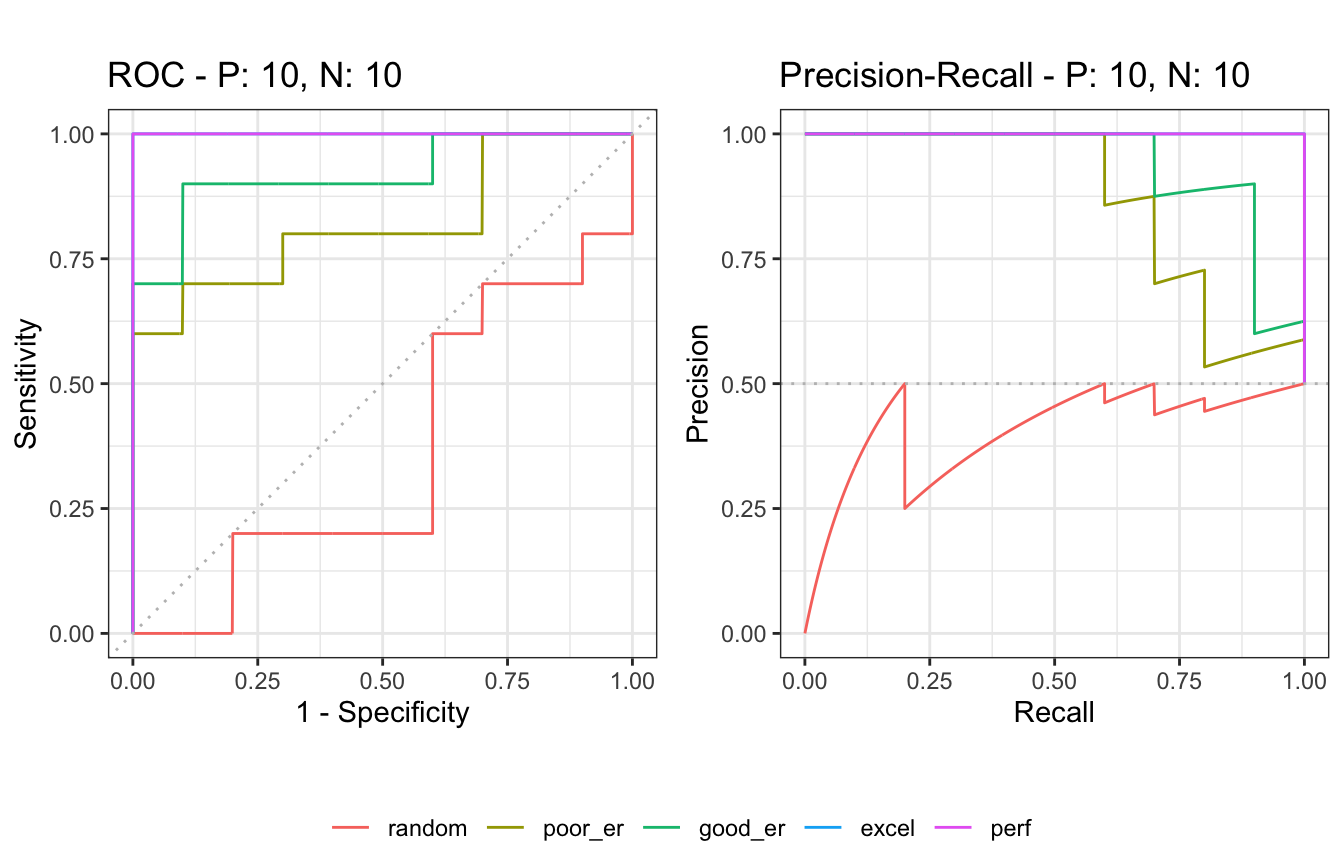 ROC - P: 10, N: 10
Sensitivity
1.00
0.75
0.50
0.25
0.00
0.00 0.25 0.50 0.75 1.00
1 - Specificity
Precision-Recall - P: 10, N: 10
Precision
1.00
0.75
0.50
0.25
0.00
0.00 0.25 0.50 0.75 1.00
Recall
random poor_er good_er excel perf